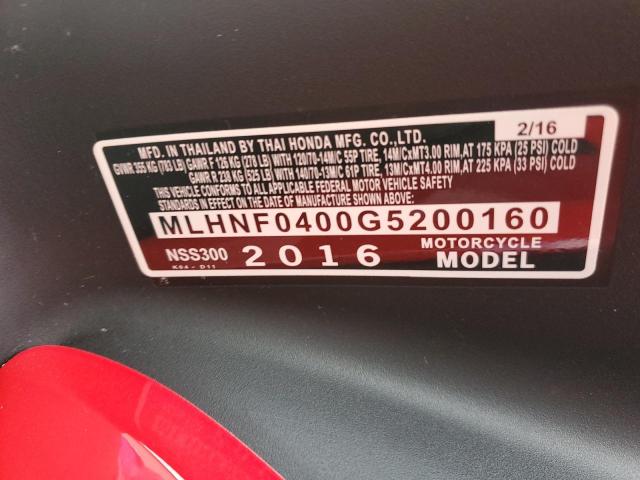 2/16
MFD. IN THAILAND BY THAI HONDA MFG. CO.,LTD.
GVWR 355 KG (783 LB) GAWR F 125 KG (276 LB) WITH 120/70-14M/C 55P TIRE, 14M/CxMT3.00 RIM,AT 175 KPA (25 PSI) COLD
GAWR R 238 KG (525 LB) WITH 140/70-13M/C 61P TIRE, 13M/CxMT4.00 RIM,AT 225 KPA (33 PSI) COLD
THIS VEHICLE CONFORMS TO ALL APPLICABLE FEDERAL MOTOR VEHICLE SAFETY
STANDARDS IN EFFECT ON THE DATE OF MANUFACTURE SHOWN ABOVE.
MLHNF0400G5200160
NSS300 2016 MOTORCYCLE
K04 - D11 MODEL